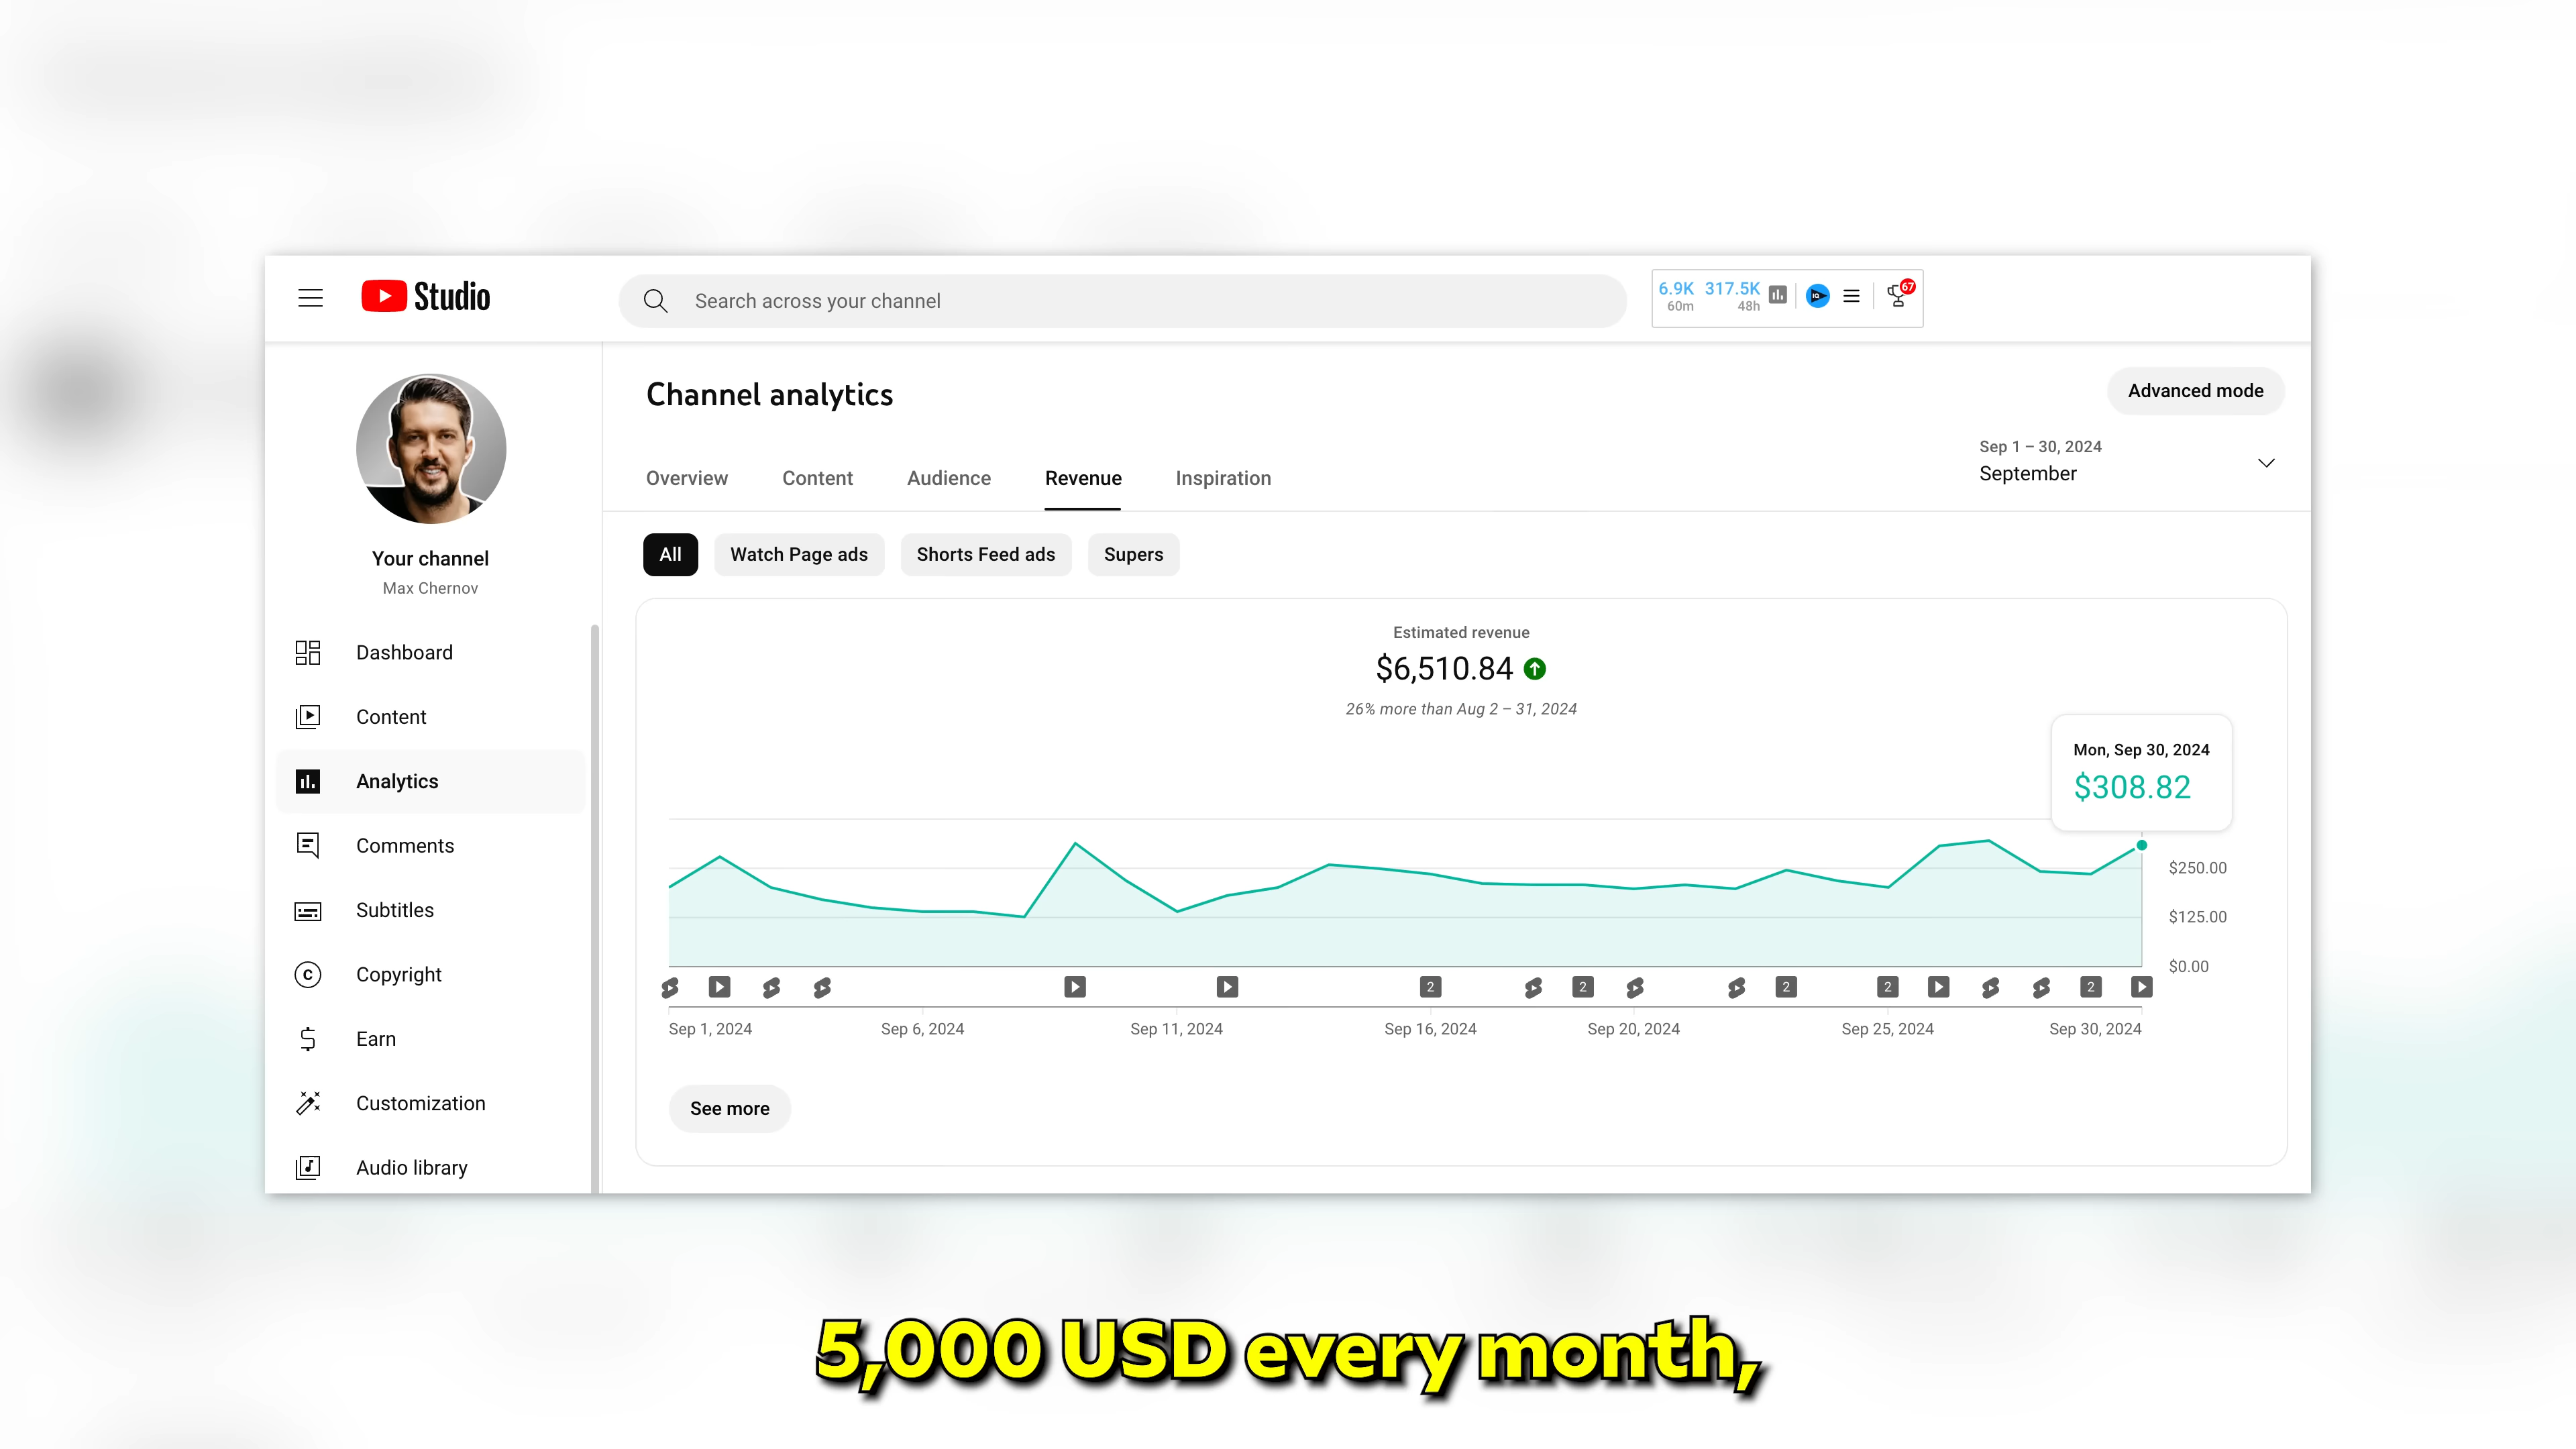 Studio
Search across your channel
6.9K 317.5K
60m 48h
IQ
67
Channel analytics
Advanced mode
Sep 1 – 30, 2024
September
Overview Content Audience Revenue Inspiration
Your channel
Max Chernov
All Watch Page ads Shorts Feed ads Supers
Dashboard
Content
Analytics
Comments
Subtitles
Copyright
Earn
Customization
Audio library
Estimated revenue
$6,510.84
26% more than Aug 2 – 31, 2024
Mon, Sep 30, 2024
$308.82
$250.00
$125.00
$0.00
2 2 2 2 2
Sep 1, 2024 Sep 6, 2024 Sep 11, 2024 Sep 16, 2024 Sep 20, 2024 Sep 25, 2024 Sep 30, 2024
See more
5,000 USD every month,